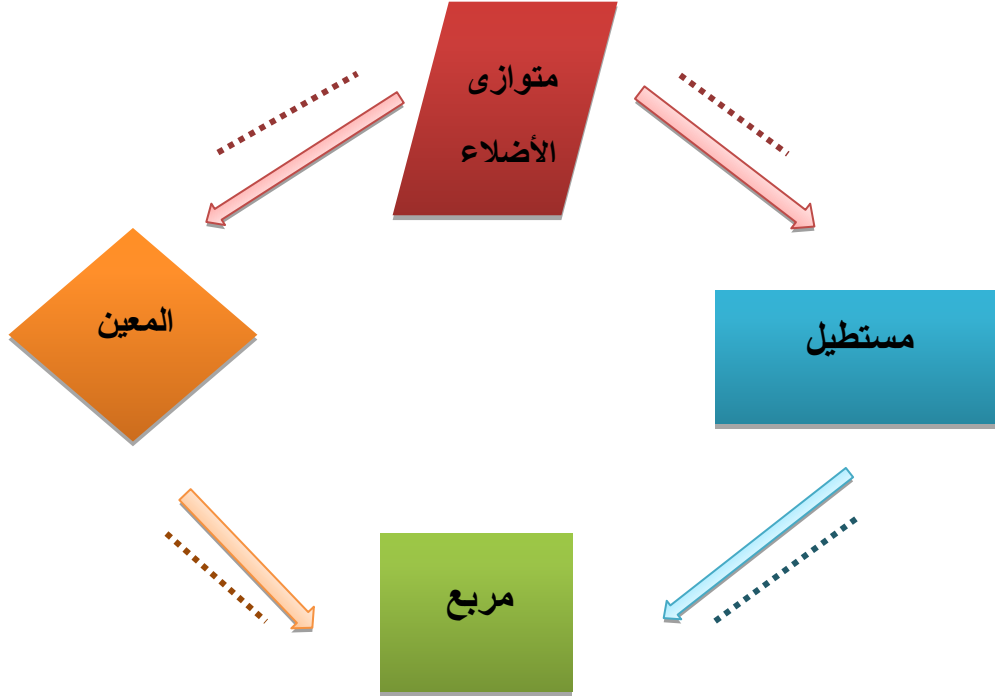 متوازى
الأضلاع
المعين
مستطيل
مربع